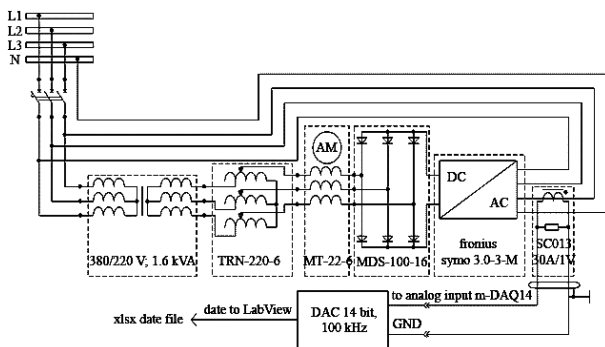 L1
L2
L3
N
AM
DC
AC
380/220 V; 1.6 kVA
TRN-220-6
MT-22-6
MDS-100-16
fronius
symo 3.0-3-M
SC013
30A/1V
xlsx date file
date to LabView
DAC 14 bit,
100 kHz
to analog input m-DAQ14
GND